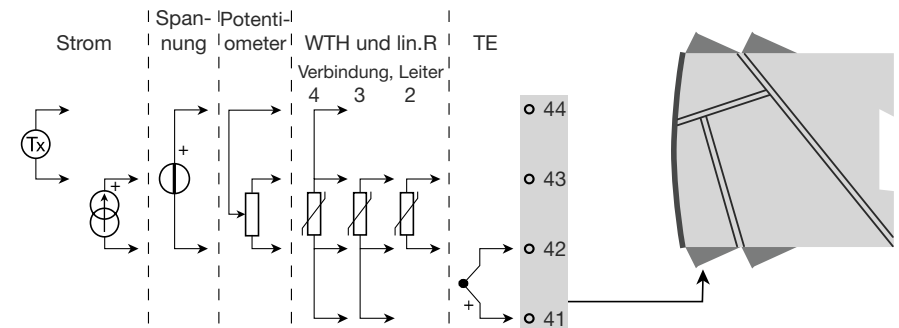 Strom
Span-
nung
Potenti-
ometer
WTH und lin.R
Verbindung, Leiter
4 3 2
TE
Tx
+
+
+
44
43
42
41